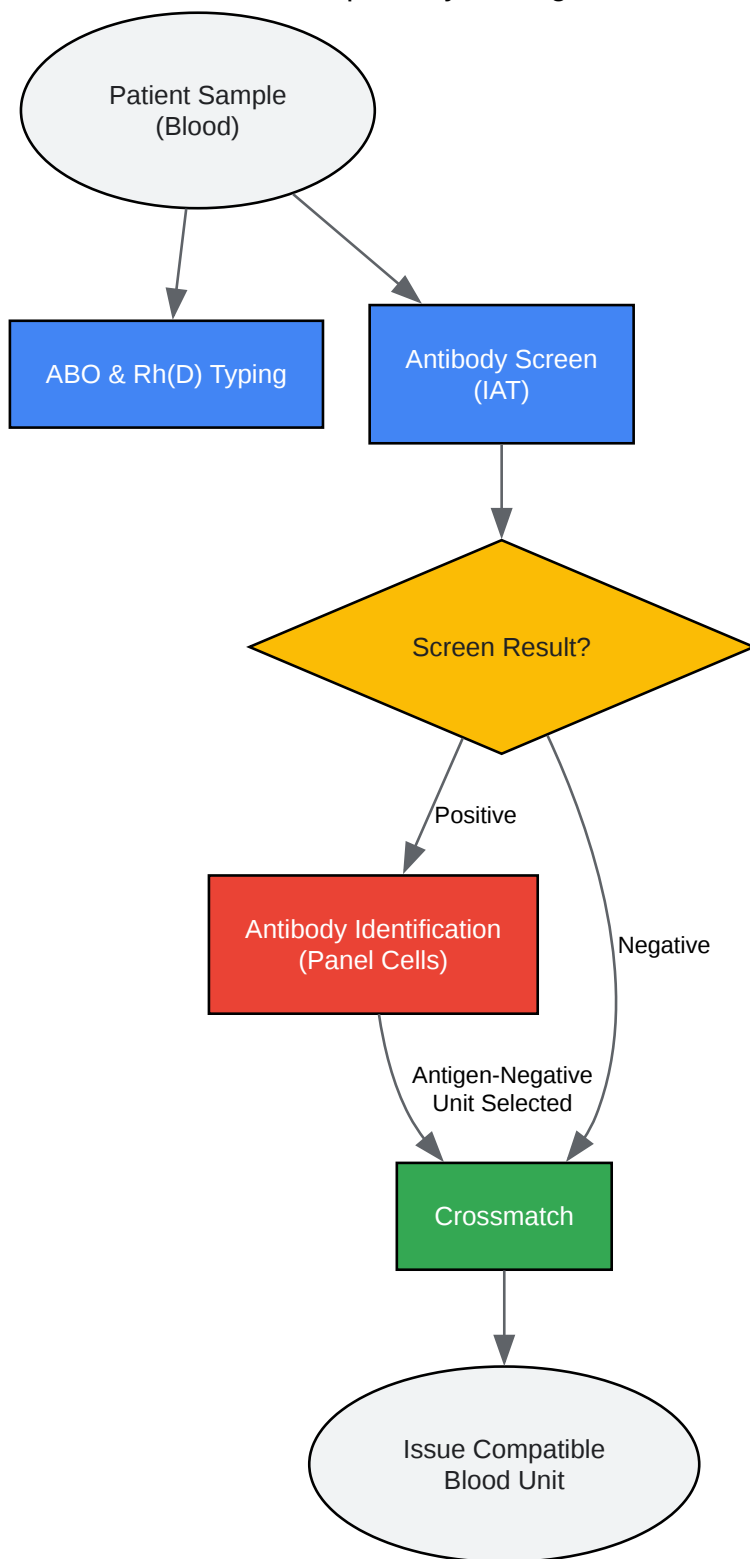 Patient Sample
(Blood)
ABO & Rh(D) Typing
Antibody Screen
(IAT)
Screen Result?
Positive
Antibody Identification
(Panel Cells)
Negative
Antigen-Negative
Unit Selected
Crossmatch
Issue Compatible
Blood Unit